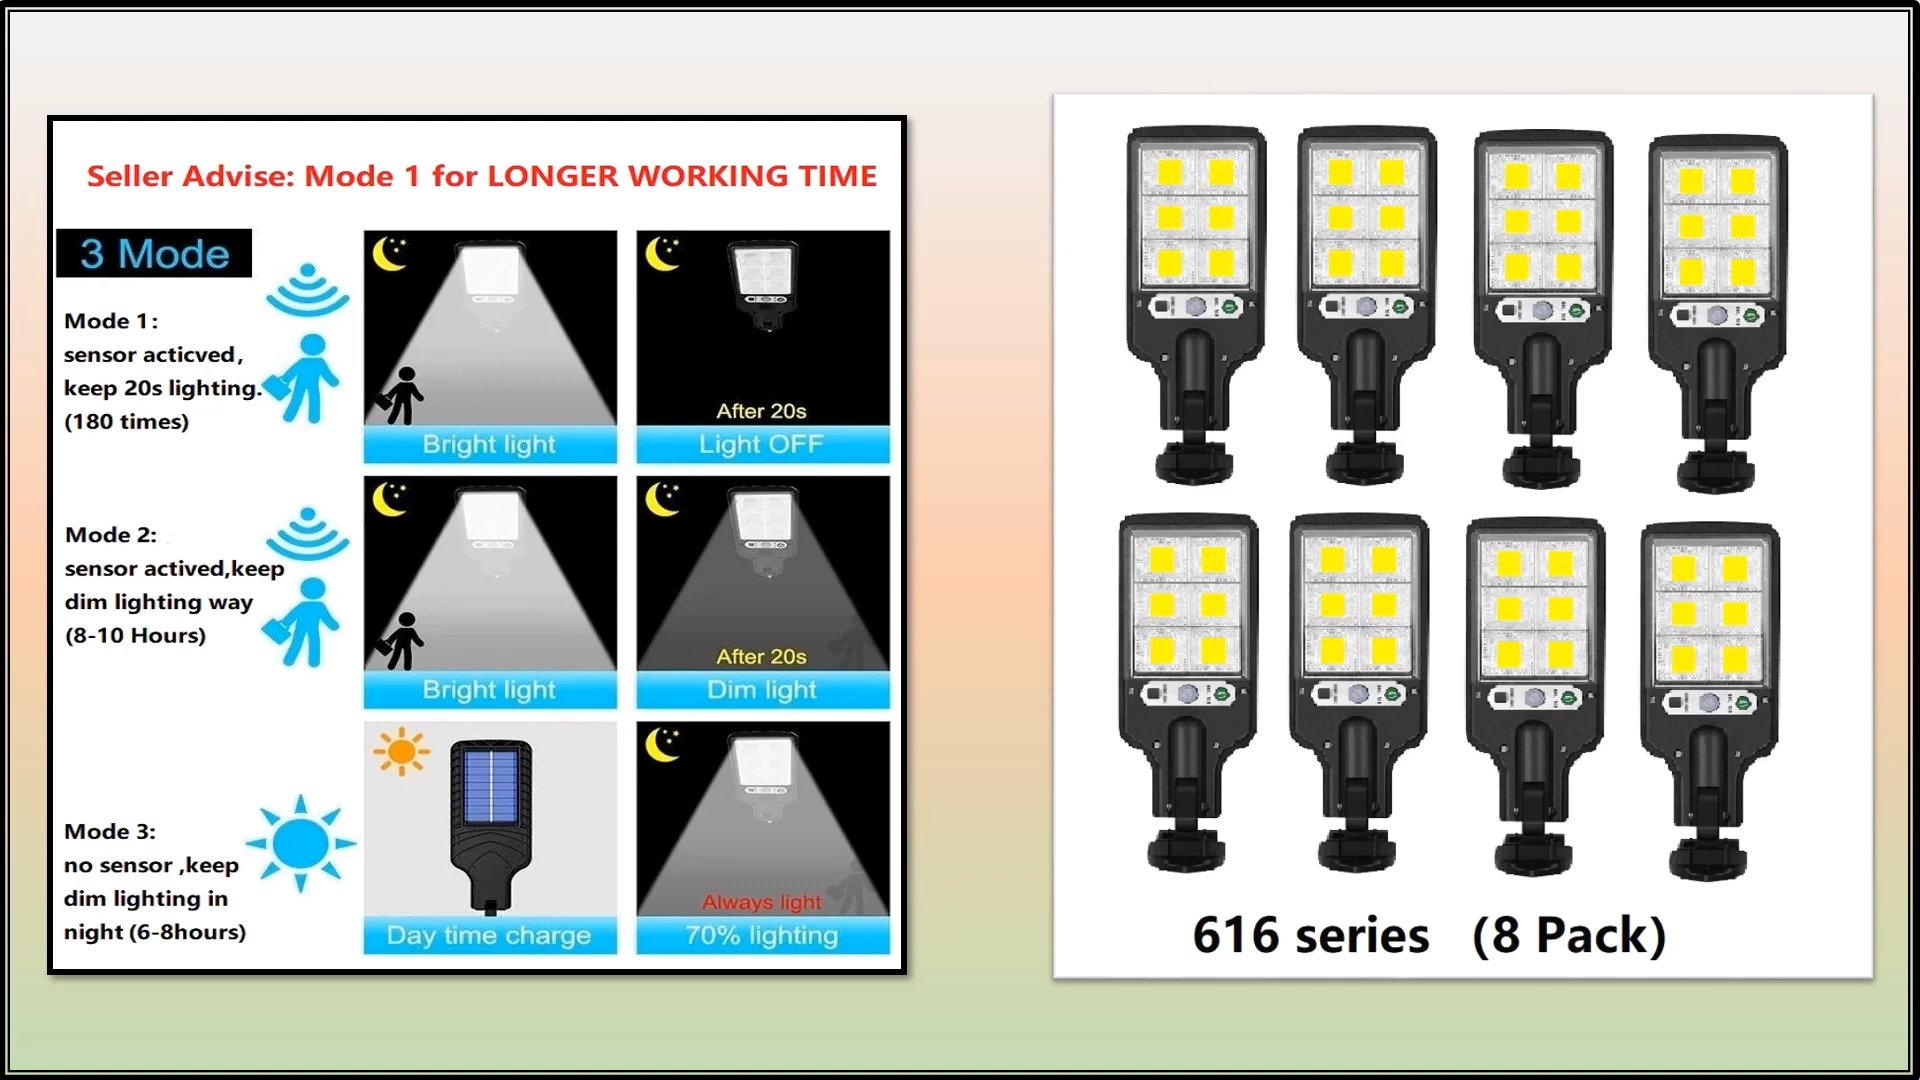 Seller Advise: Mode 1 for LONGER WORKING TIME
3 Mode
Mode 1:
sensor acticved,
keep 20s lighting.
(180 times)
Bright light
After 20s
Light OFF
Mode 2:
sensor actived,keep
dim lighting way
(8-10 Hours)
Bright light
After 20s
Dim light
Mode 3:
no sensor ,keep
dim lighting in
night (6-8hours)
Day time charge
Always light
70% lighting
616 series (8 Pack)